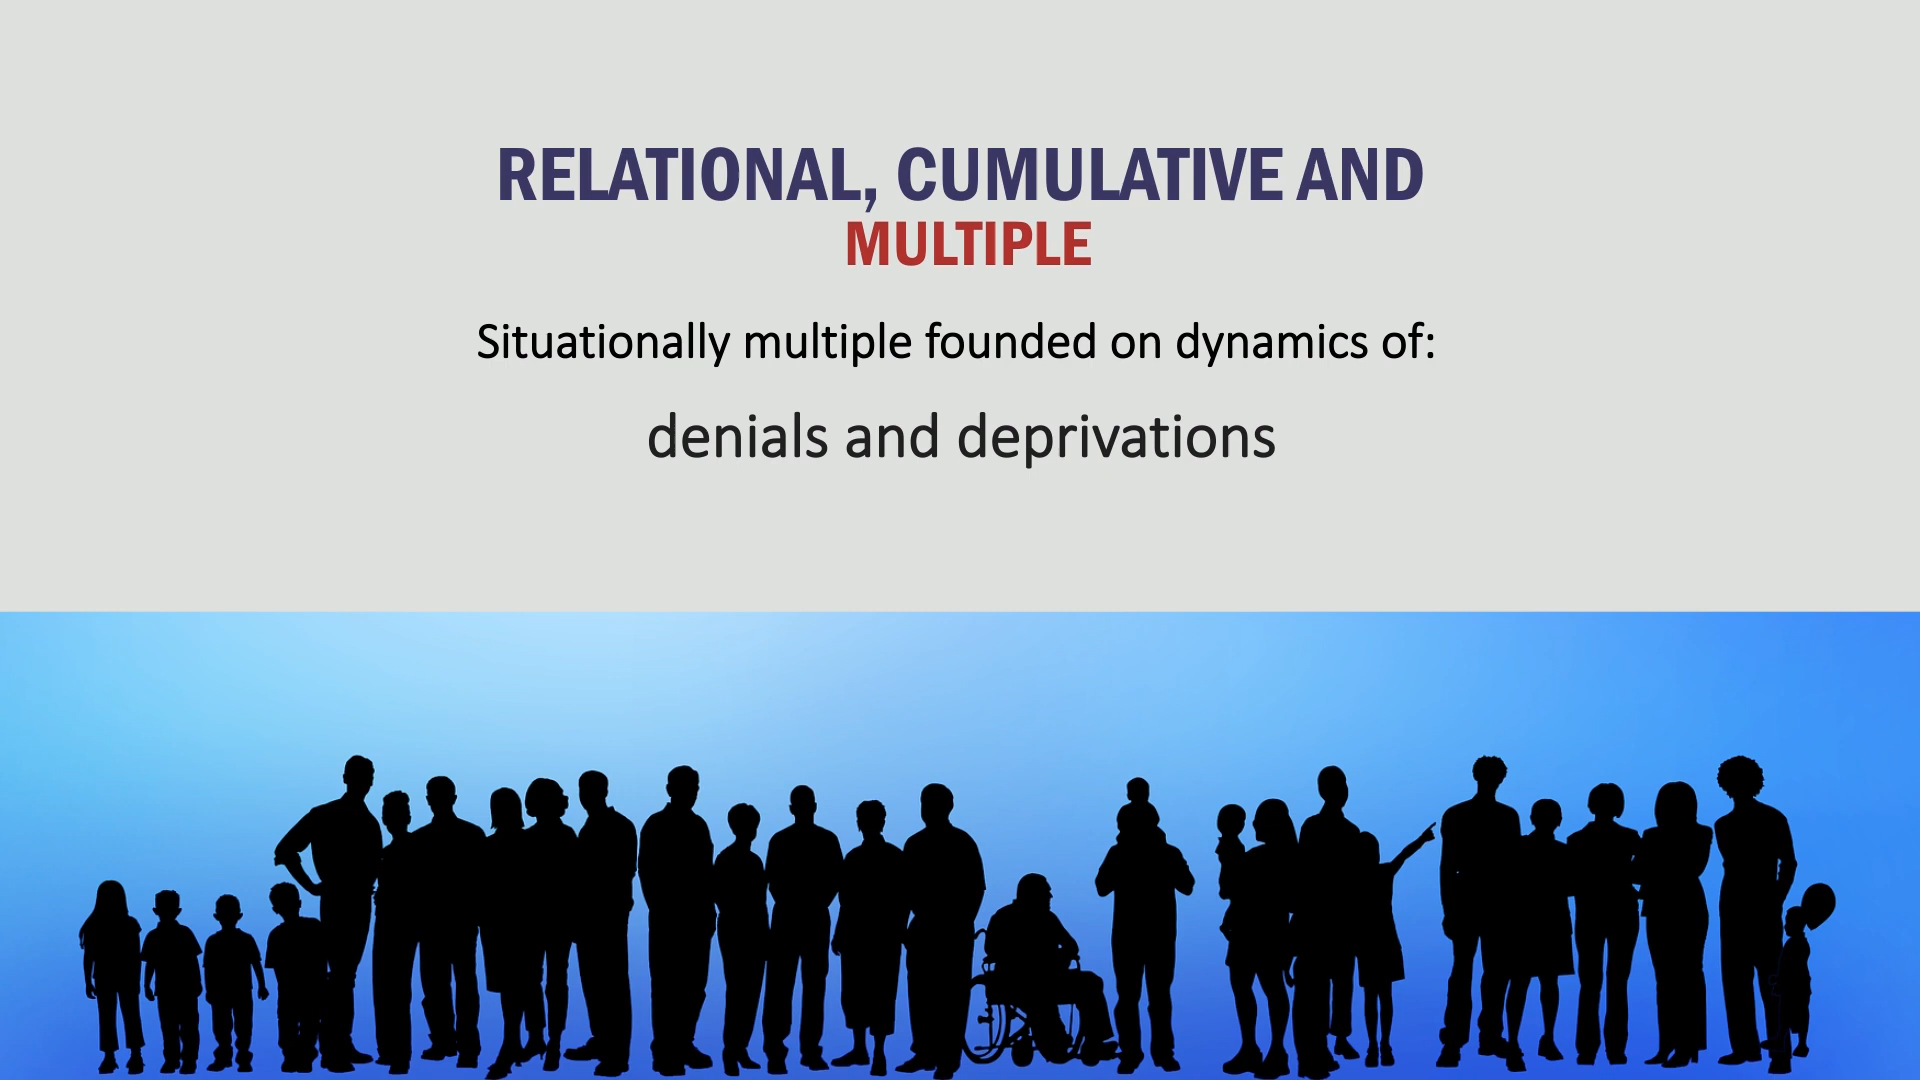 RELATIONAL, CUMULATIVE AND
MULTIPLE
Situationally multiple founded on dynamics of:
denials and deprivations